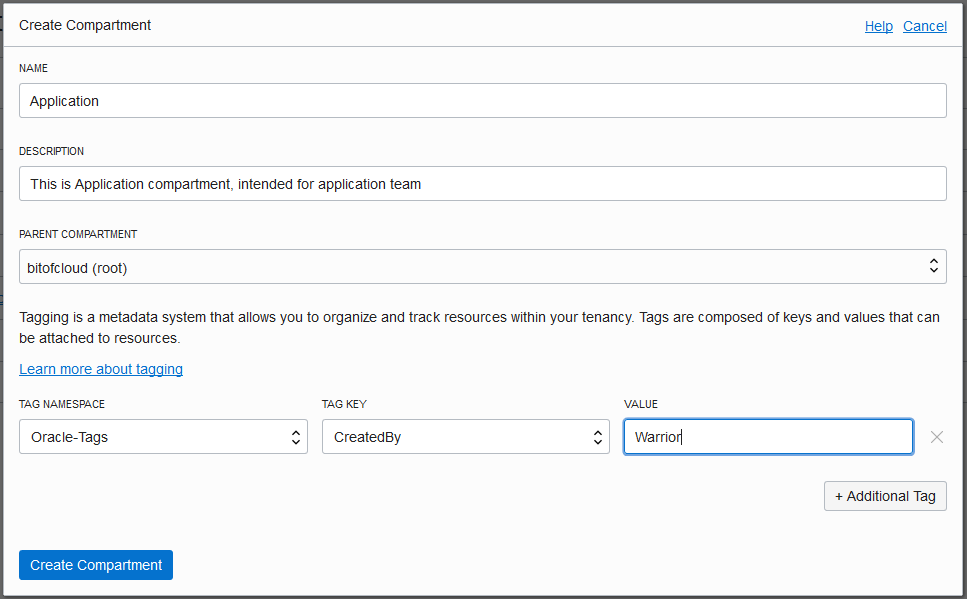 Create Compartment
Help Cancel
NAME
Application
DESCRIPTION
This is Application compartment, intended for application team
PARENT COMPARTMENT
bitofcloud (root)
Tagging is a metadata system that allows you to organize and track resources within your tenancy. Tags are composed of keys and values that can
be attached to resources.
Learn more about tagging
TAG NAMESPACE TAG KEY VALUE
Oracle-Tags CreatedBy Warrior
+ Additional Tag
Create Compartment